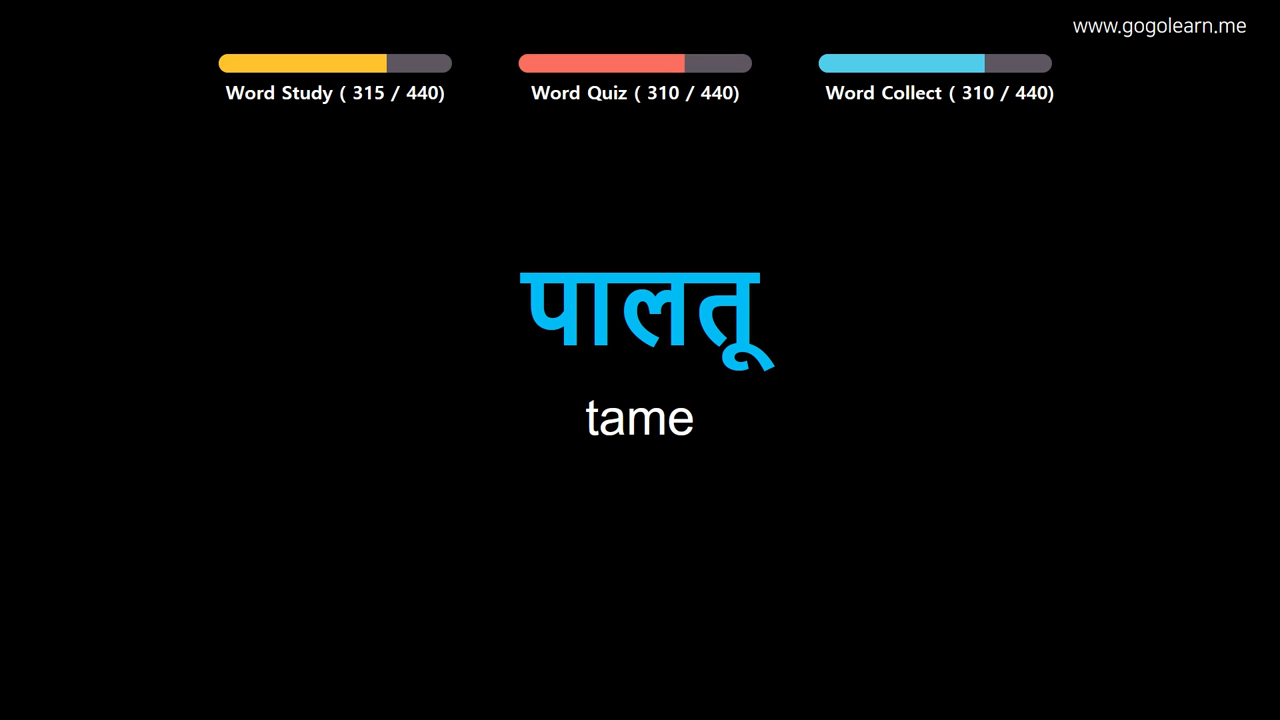 www.gogolearn.me
Word Study ( 315 / 440)
Word Quiz ( 310 / 440)
Word Collect ( 310 / 440)
पालतू
tame